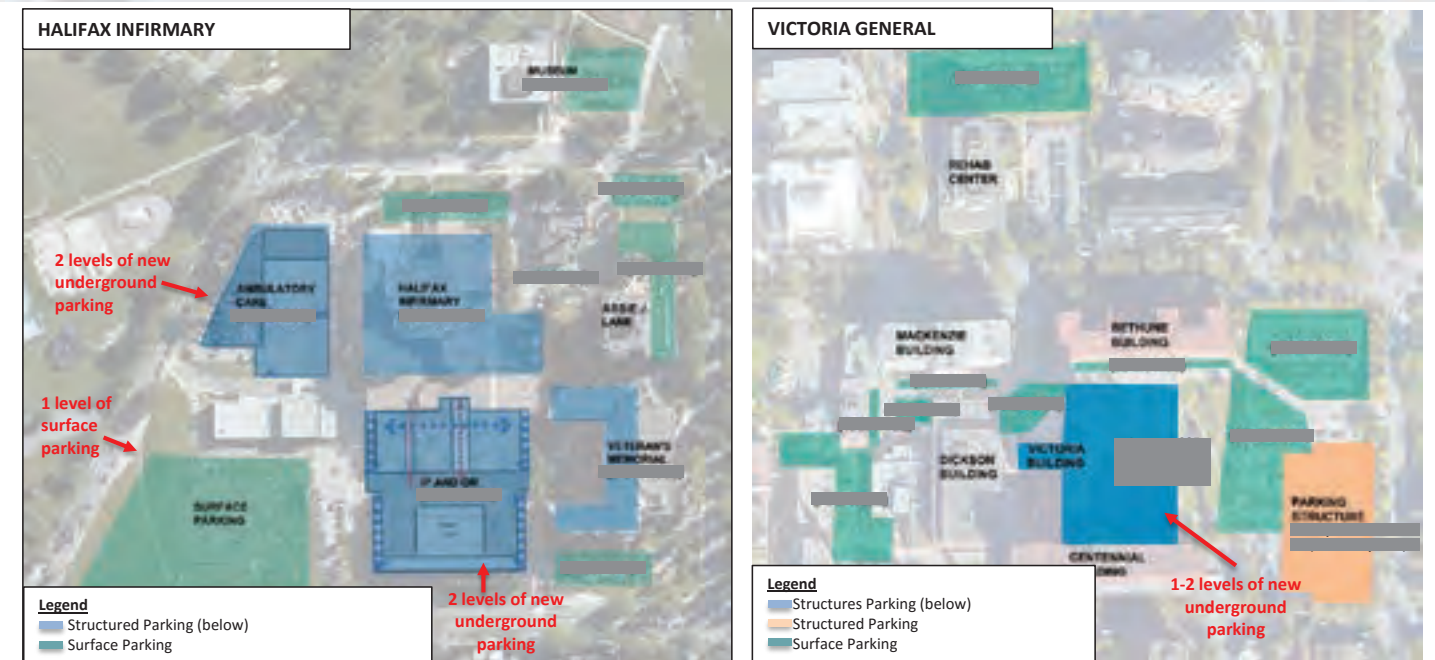 HALIFAX INFIRMARY
MUSEUM
2 levels of new
underground
parking
AMBULATORY
CARE
HALIFAX
INFIRMARY
ABBIE J.
LANE
1 level of
surface
parking
SURFACE
PARKING
IP AND OR
VETERAN'S
MEMORIAL
2 levels of new
underground
parking
Legend
Structured Parking (below)
Surface Parking
VICTORIA GENERAL
REHAB
CENTER
MACKENZIE
BUILDING
BETHUNE
BUILDING
DICKSON
BUILDING
VICTORIA
BUILDING
PARKING
STRUCTURE
CENTENNIAL
1-2 levels of new
underground
parking
Legend
Structures Parking (below)
Structured Parking
Surface Parking